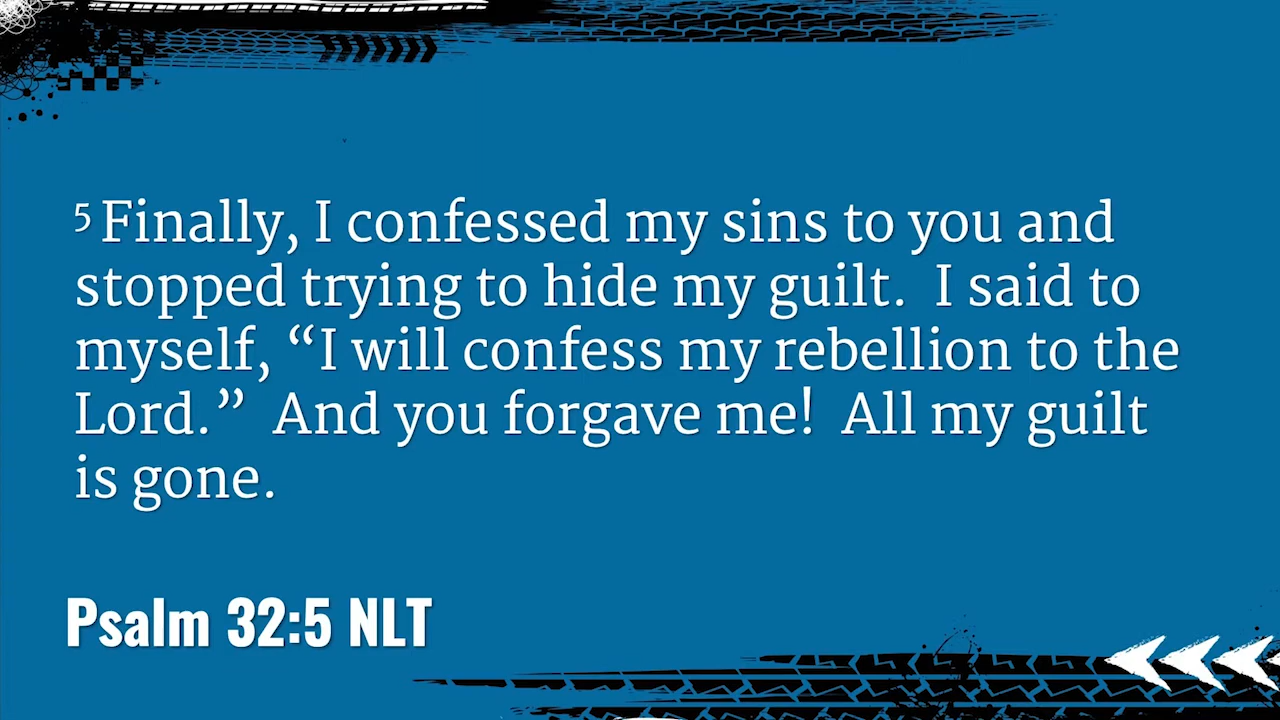 5 Finally, I confessed my sins to you and
stopped trying to hide my guilt.  I said to
myself, “I will confess my rebellion to the
Lord.”  And you forgave me!  All my guilt
is gone.
Psalm 32:5 NLT